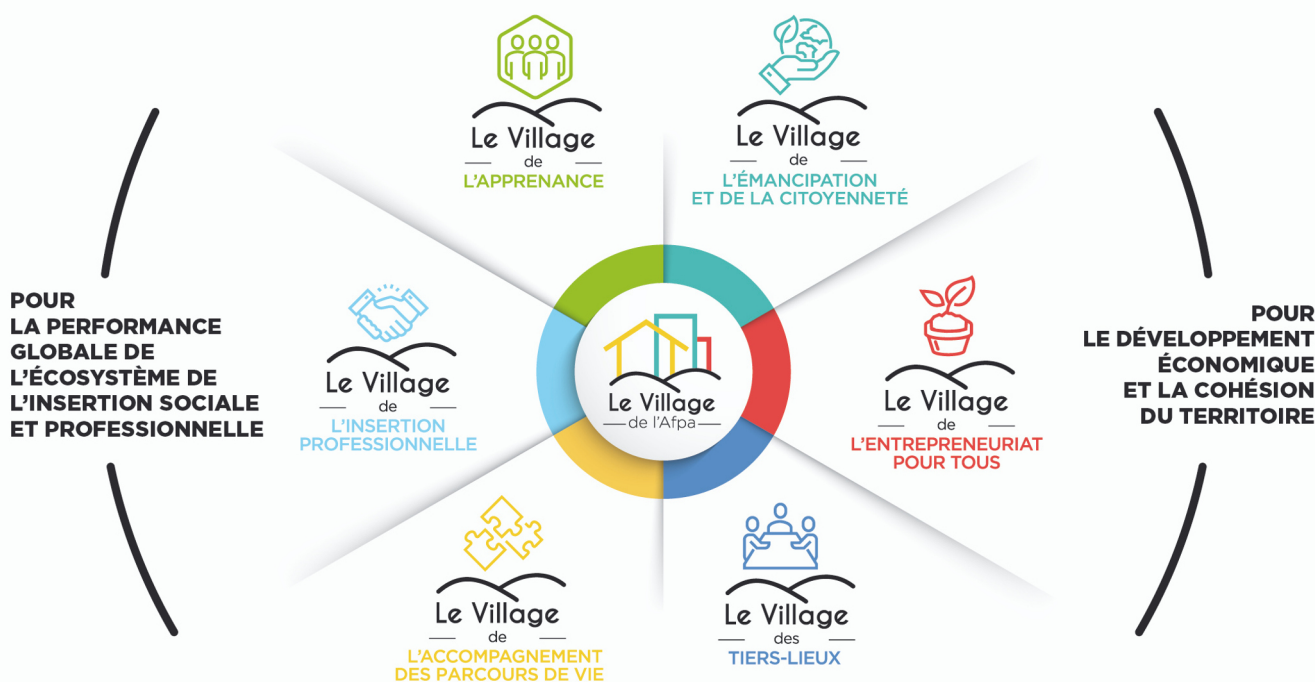 Le Village
de
L'APPRENANCE
Le Village
de
L'ÉMANCIPATION
ET DE LA CITOYENNETÉ
POUR
LA PERFORMANCE
GLOBALE DE
L'ÉCOSYSTÈME DE
L'INSERTION SOCIALE
ET PROFESSIONNELLE
Le Village
de
L'INSERTION
PROFESSIONNELLE
Le Village
de l'Afpa
Le Village
de
L'ENTREPRENEURIAT
POUR TOUS
POUR
LE DÉVELOPPEMENT
ÉCONOMIQUE
ET LA COHÉSION
DU TERRITOIRE
Le Village
de
L'ACCOMPAGNEMENT
DES PARCOURS DE VIE
Le Village
des
TIERS-LIEUX